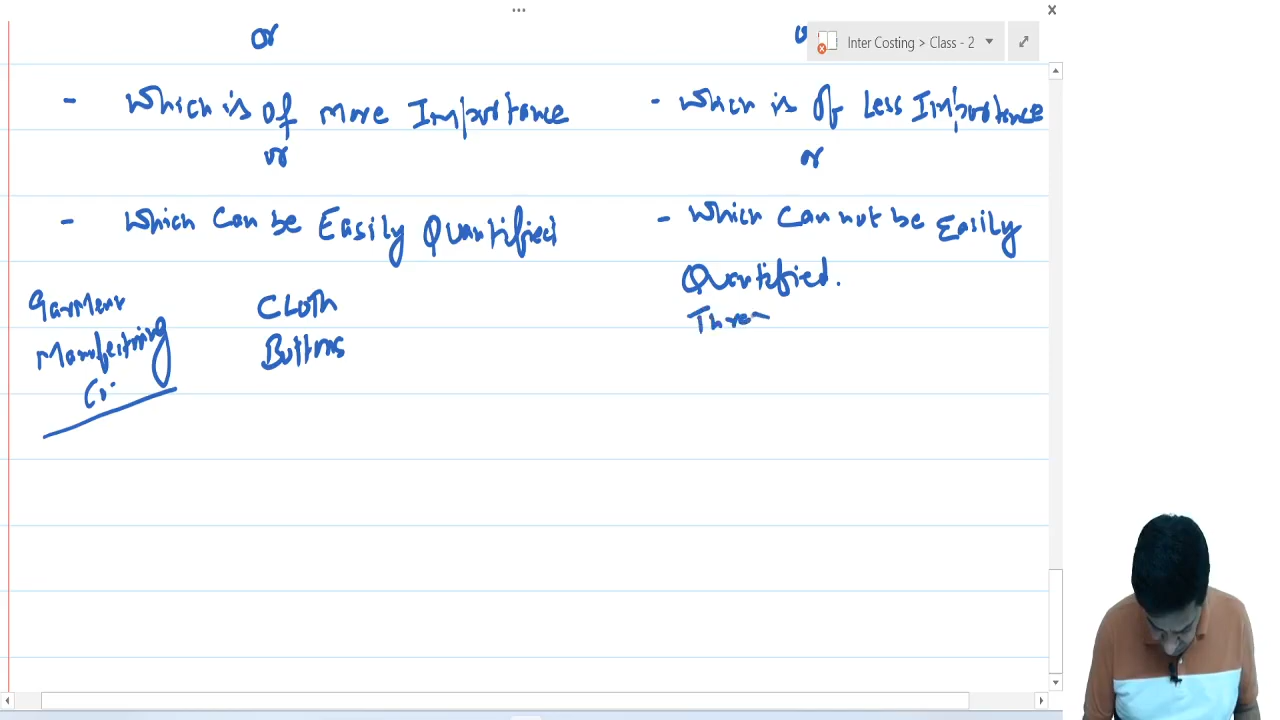 Inter Costing > Class - 2
or
- Which is Of More Importance
or
- Which Can be Easily Quantified
Garment
Manufctring
Co.
CLoth
Buttons
- Which is Of Less Importance
or
- Which Can not be Easily
Quantified.
Threa